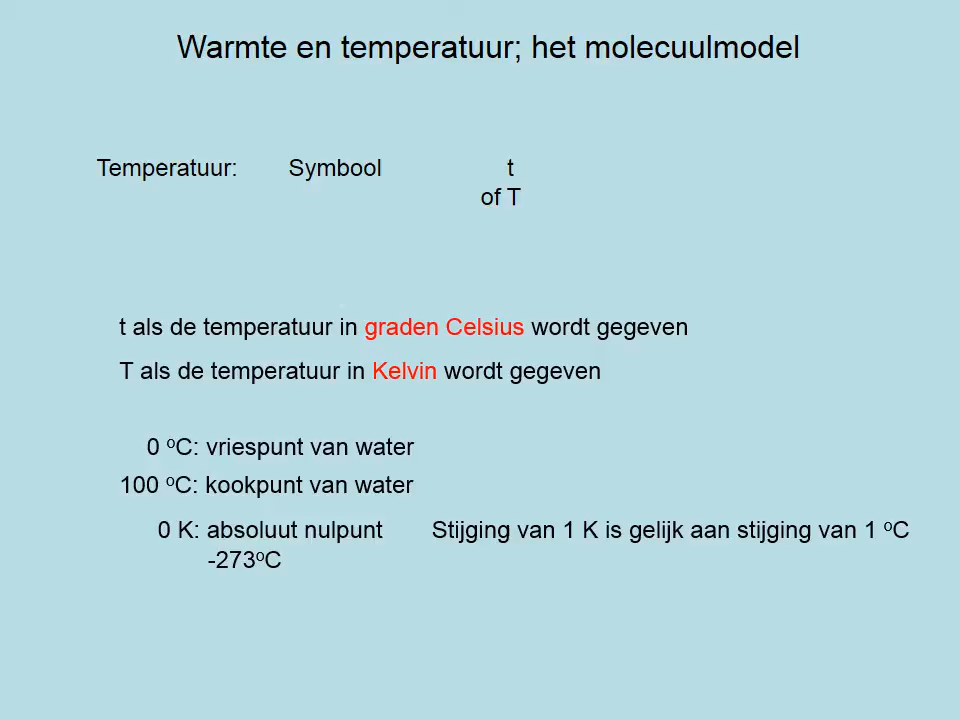 Warmte en temperatuur; het molecuulmodel
Temperatuur: Symbool t
of T
t als de temperatuur in graden Celsius wordt gegeven
T als de temperatuur in Kelvin wordt gegeven
0 ºC: vriespunt van water
100 ºC: kookpunt van water
0 K: absoluut nulpunt Stijging van 1 K is gelijk aan stijging van 1 ºC
-273ºC